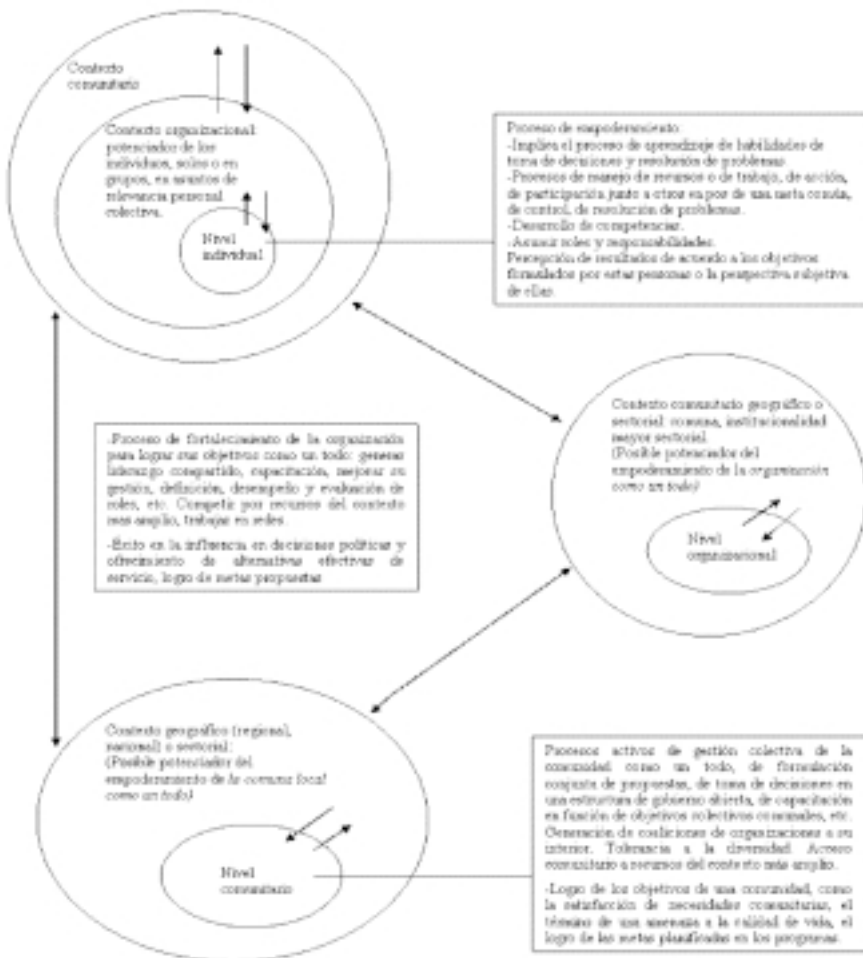 Contexto
comunitario
Contexto organizacional:
potenciador de los
individuos, solos o en
grupos, en asuntos de
relevancia personal
colectiva.
Nivel
individual
Proceso de empoderamiento:
-Implica el proceso de aprendizaje de habilidades de
toma de decisiones y resolución de problemas.
-Procesos de manejo de recursos o de trabajo, de acción,
de participación junto a otros en pos de una meta común,
de control, de resolución de problemas.
-Desarrollo de competencias.
-Asumir roles y responsabilidades.
Percepción de resultados de acuerdo a los objetivos
formulados por estas personas o la perspectiva subjetiva
de ellas.
Contexto comunitario geográfico o
sectorial: comuna, institucionalidad
mayor sectorial.
(Posible potenciador del
empoderamiento de la organización
como un todo)
Nivel
organizacional
-Proceso de fortalecimiento de la organización
para lograr sus objetivos como un todo: generar
liderazgo compartido, capacitación, mejorar su
gestión, definición, desempeño y evaluación de
roles, etc. Competir por recursos del contexto
más amplio, trabajar en redes.
-Éxito en la influencia en decisiones políticas y
ofrecimiento de alternativas efectivas de
servicio, logro de metas propuestas
Contexto geográfico (regional,
nacional) o sectorial:
(Posible potenciador del
empoderamiento de la comuna local
como un todo)
Nivel
comunitario
Procesos activos de gestión colectiva de la
comunidad como un todo, de formulación
conjunta de propuestas, de toma de decisiones en
una estructura de gobierno abierta, de capacitación
en función de objetivos colectivos comunales, etc.
Generación de coaliciones de organizaciones a su
interior. Tolerancia a la diversidad. Acceso
comunitario a recursos del contexto más amplio.
-Logro de los objetivos de una comunidad, como
la satisfacción de necesidades comunitarias, el
término de una amenaza a la calidad de vida, el
logro de las metas planificadas en los programas.